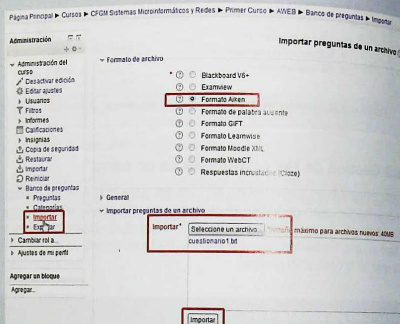 Página Principal ► Cursos ► CFGM Sistemas Microinformáticos y Redes ► Primer Curso ► AWEB ► Banco de preguntas ► Importar
Administración
Administración del
curso
Desactivar edición
Editar ajustes
Usuarios
Filtros
Informes
Calificaciones
Insignias
Copia de seguridad
Restaurar
Importar
Reiniciar
Banco de preguntas
Preguntas
Categorías
Importar
Exportar
Cambiar rol a...
Ajustes de mi perfil
Agregar un bloque
Agregar...
Importar preguntas de un archivo
Formato de archivo
Blackboard V6+
Examview
Formato Aiken
Formato de palabra ausente
Formato GIFT
Formato Learnwise
Formato Moodle XML
Formato WebCT
Respuestas incrustadas (Cloze)
General
Importar preguntas de un archivo
Importar* Seleccione un archivo... Tamaño máximo para archivos nuevos: 40MB
cuestionario1.txt
Importar